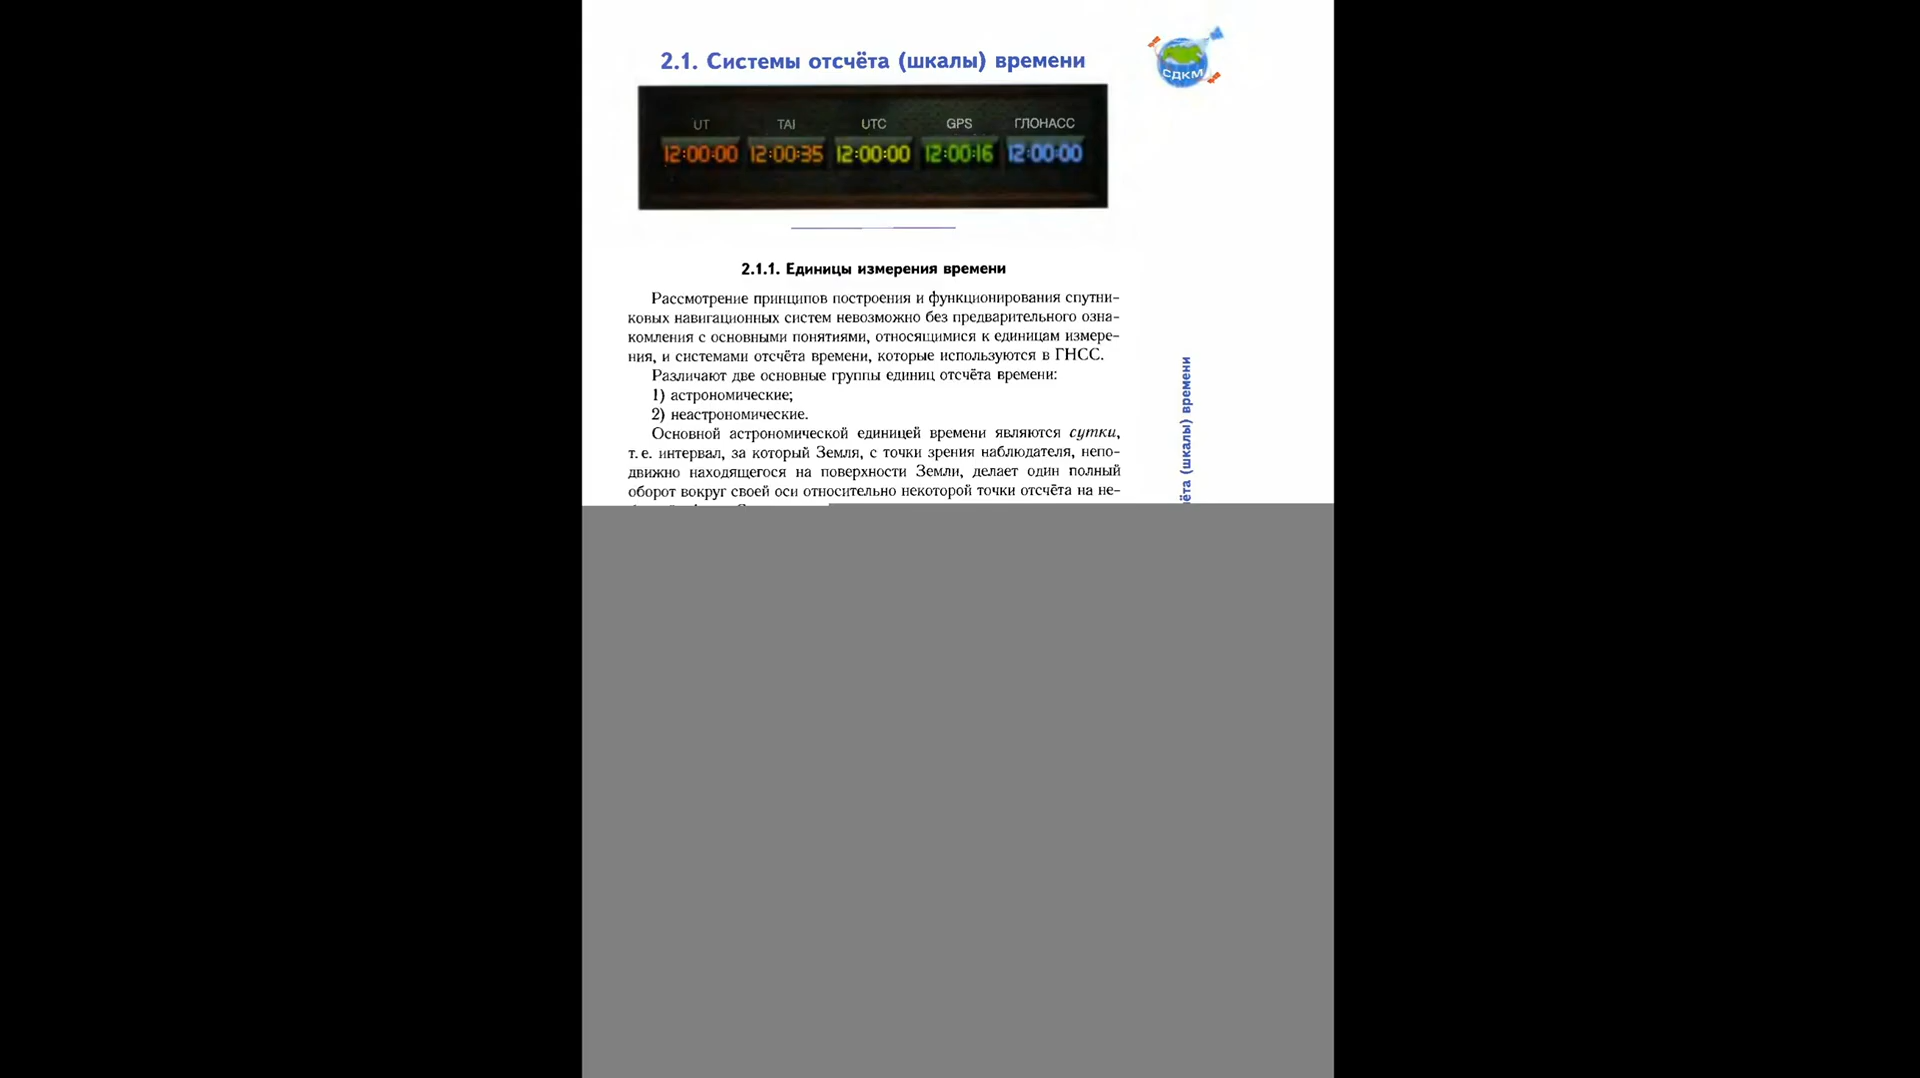 2.1. Системы отсчёта (шкалы) времени
СДКМ
UT TAI UTC GPS ГЛОНАСС
12:00:00 12:00:35 12:00:00 12:00:16 12:00:00
2.1.1. Единицы измерения времени
Рассмотрение принципов построения и функционирования спутни-
ковых навигационных систем невозможно без предварительного озна-
комления с основными понятиями, относящимися к единицам измере-
ния, и системами отсчёта времени, которые используются в ГНСС.
Различают две основные группы единиц отсчёта времени:
1) астрономические;
2) неастрономические.
Основной астрономической единицей времени являются сутки,
т. е. интервал, за который Земля, с точки зрения наблюдателя, непо-
движно находящегося на поверхности Земли, делает один полный
оборот вокруг своей оси относительно некоторой точки отсчёта на не-
(шкалы) времени